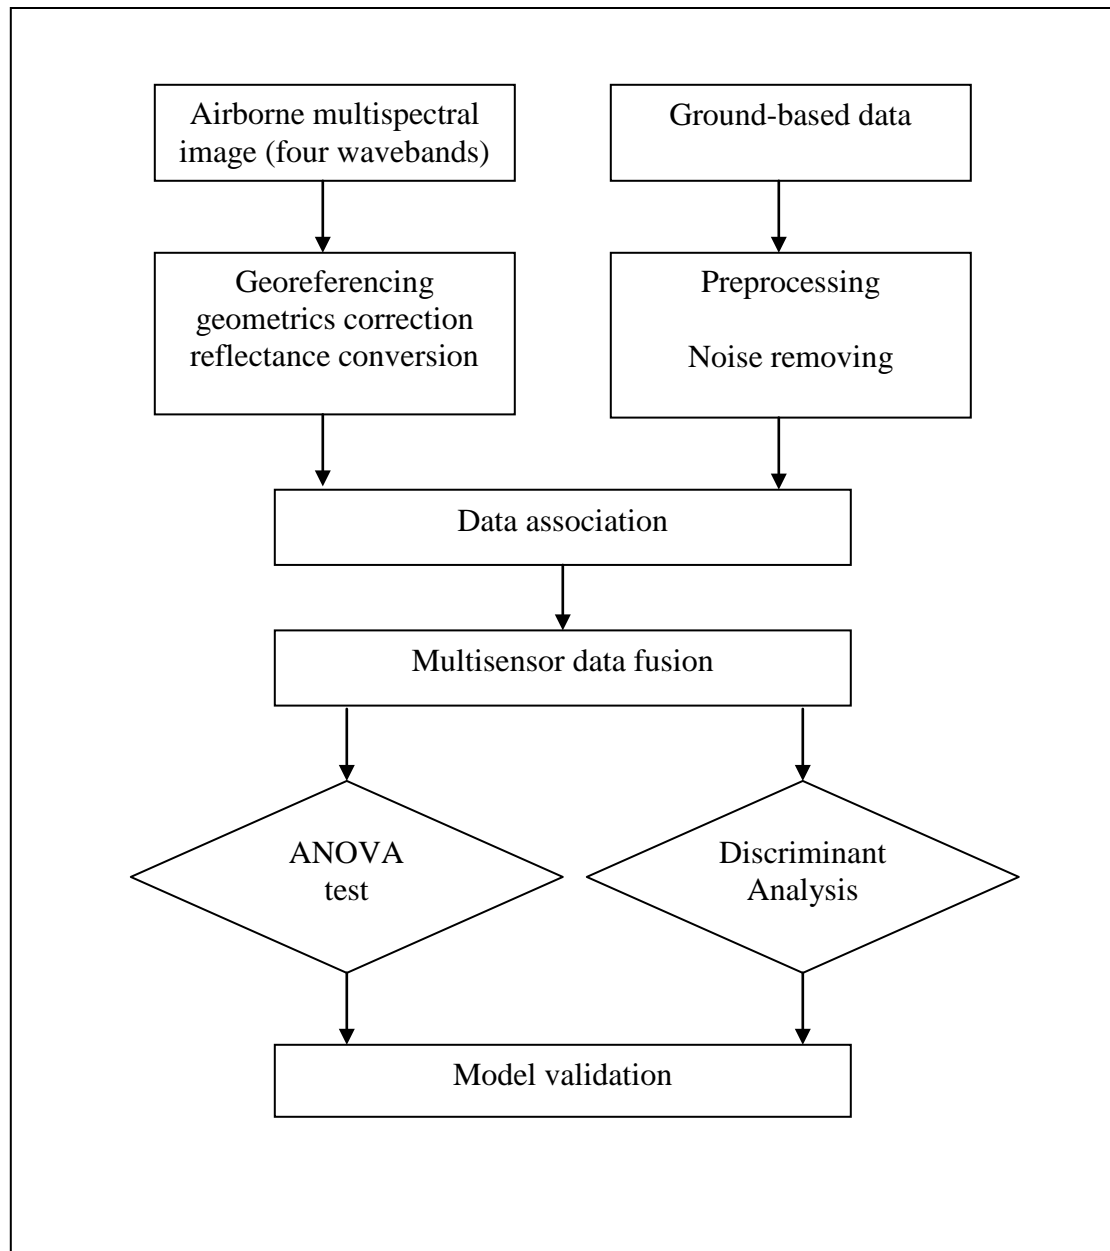 Airborne multispectral
image (four wavebands)
Ground-based data
Georeferencing
geometrics correction
reflectance conversion
Preprocessing
Noise removing
Data association
Multisensor data fusion
ANOVA
test
Discriminant
Analysis
Model validation